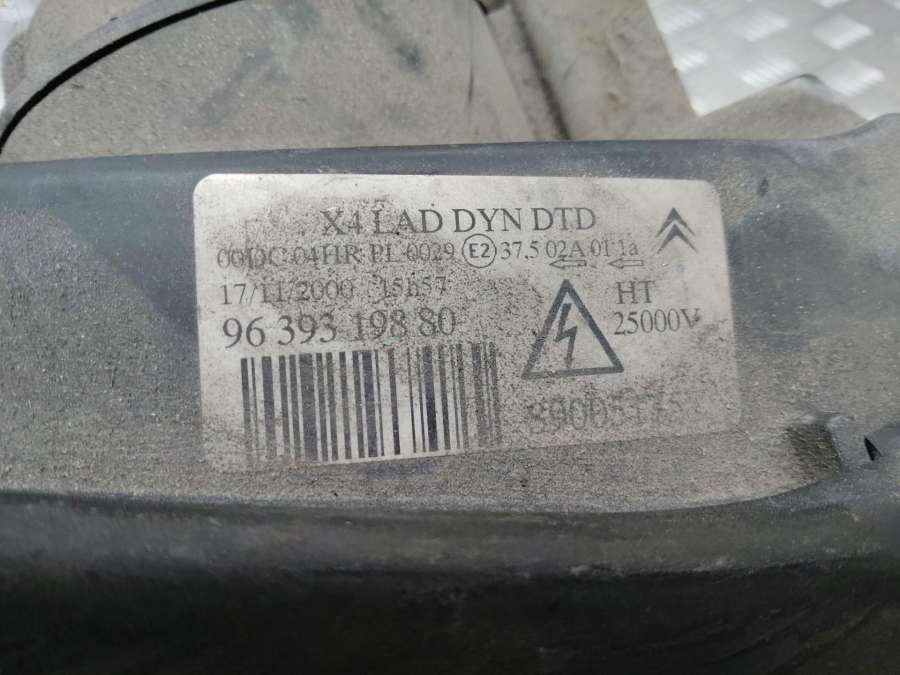 X4 LAD DYN DTD
04HR PL 0029 E2 37.5 02A 01 1a
17/11/2000 15h57
96 393 198 80
HT
25000V